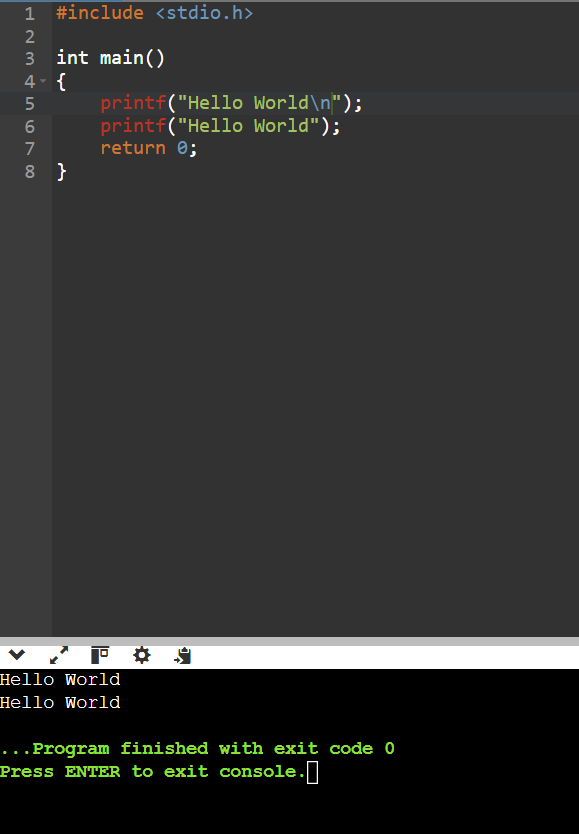 1 #include <stdio.h>
2
3 int main()
4 {
5     printf("Hello World\n");
6     printf("Hello World");
7     return 0;
8 }
Hello World
Hello World
...Program finished with exit code 0
Press ENTER to exit console.